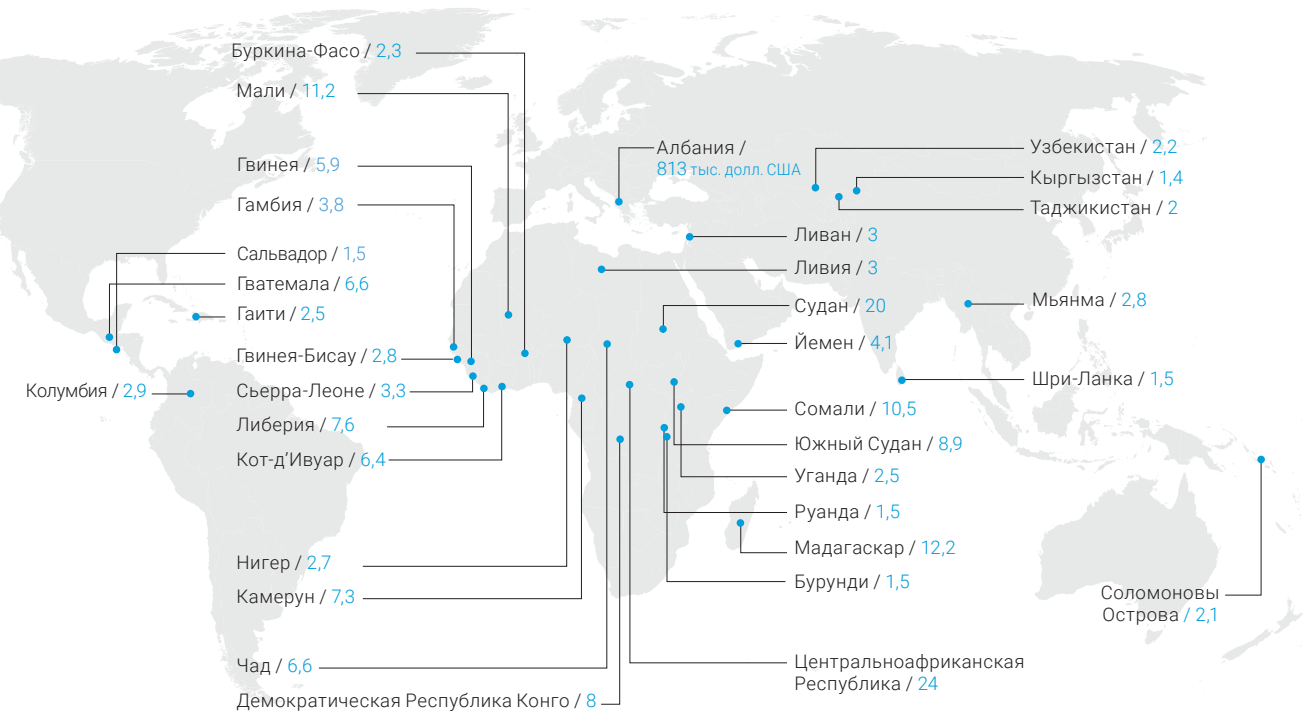 Буркина-Фасо / 2,3
Мали / 11,2
Гвинея / 5,9
Гамбия / 3,8
Сальвадор / 1,5
Гватемала / 6,6
Гаити / 2,5
Гвинея-Бисау / 2,8
Колумбия / 2,9
Сьерра-Леоне / 3,3
Либерия / 7,6
Кот-д'Ивуар / 6,4
Нигер / 2,7
Камерун / 7,3
Чад / 6,6
Демократическая Республика Конго / 8
Албания /
813 тыс. долл. США
Ливан / 3
Ливия / 3
Судан / 20
Йемен / 4,1
Сомали / 10,5
Южный Судан / 8,9
Уганда / 2,5
Руанда / 1,5
Мадагаскар / 12,2
Бурунди / 1,5
Центральноафриканская
Республика / 24
Узбекистан / 2,2
Кыргызстан / 1,4
Таджикистан / 2
Мьянма / 2,8
Шри-Ланка / 1,5
Соломоновы
Острова / 2,1